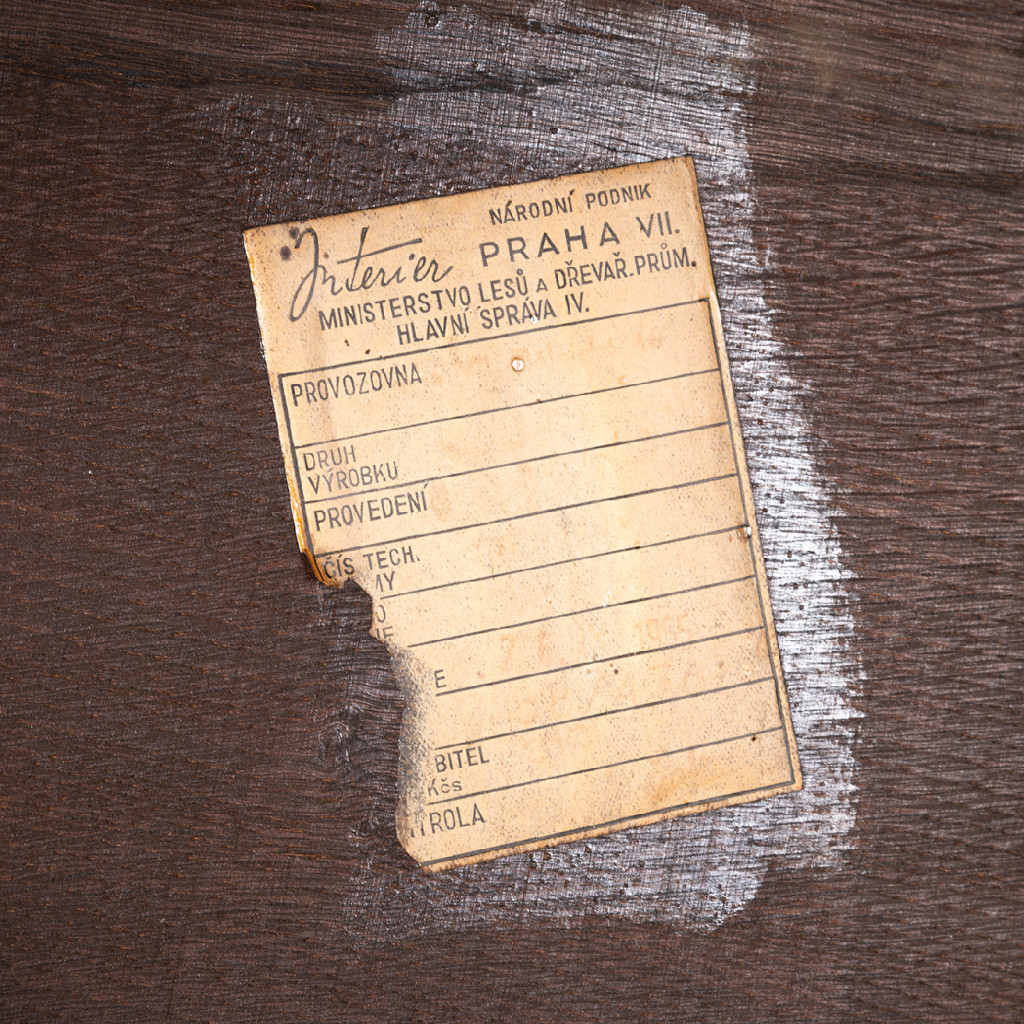 NÁRODNÍ PODNIK
Jnterier PRAHA VII.
MINISTERSTVO LESŮ A DŘEVAŘ. PRŮM.
HLAVNÍ SPRÁVA IV.
PROVOZOVNA
DRUH
VÝROBKU
PROVEDENÍ
ČÍS TECH.
MY
E
BITEL
Kčs
TROLA